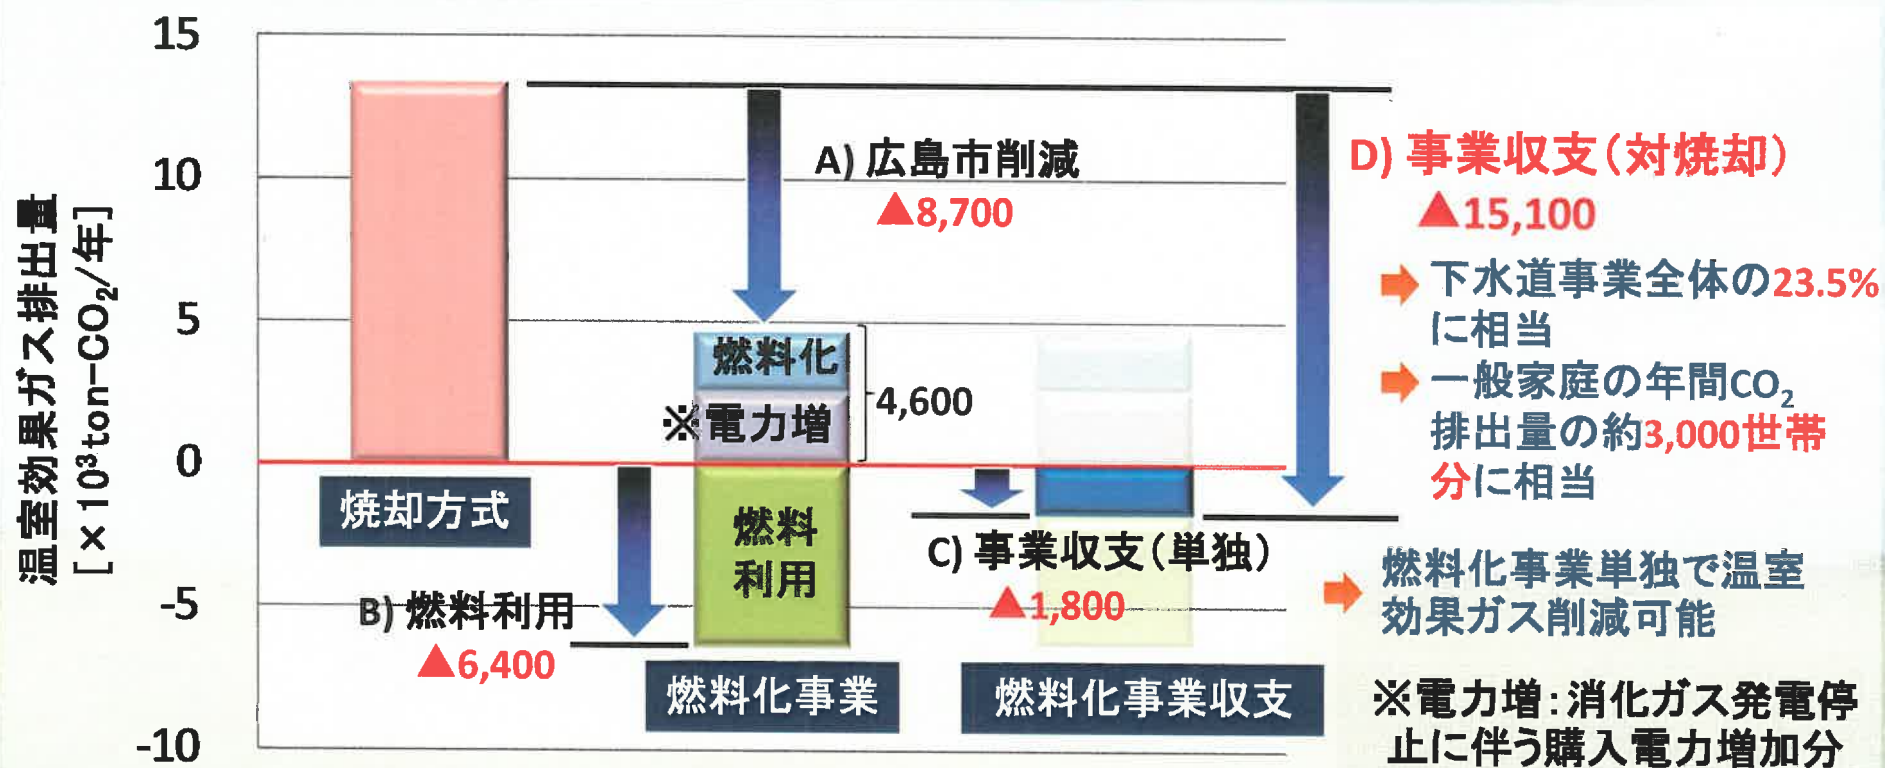 温室効果ガス排出量
[×10³ton-CO₂/年]
15
10
5
0
-5
-10
A) 広島市削減
▲8,700
D) 事業収支(対焼却)
▲15,100
下水道事業全体の23.5%
に相当
一般家庭の年間CO₂
排出量の約3,000世帯
分に相当
燃料化
※電力増
4,600
焼却方式
燃料
利用
B) 燃料利用
▲6,400
C) 事業収支(単独)
▲1,800
燃料化事業単独で温室
効果ガス削減可能
燃料化事業
燃料化事業収支
※電力増:消化ガス発電停
止に伴う購入電力増加分